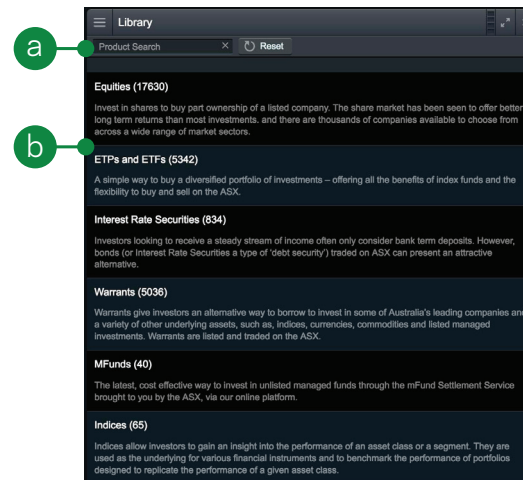 Library
a
Product Search × Reset
Equities (17630)
Invest in shares to buy part ownership of a listed company. The share market has been seen to offer better
long term returns than most investments. and there are thousands of companies available to choose from
across a wide range of market sectors.
b
ETPs and ETFs (5342)
A simple way to buy a diversified portfolio of investments – offering all the benefits of index funds and the
flexibility to buy and sell on the ASX.
Interest Rate Securities (834)
Investors looking to receive a steady stream of income often only consider bank term deposits. However,
bonds (or Interest Rate Securities a type of 'debt security') traded on ASX can present an attractive
alternative.
Warrants (5036)
Warrants give investors an alternative way to borrow to invest in some of Australia's leading companies and
a variety of other underlying assets, such as, indices, currencies, commodities and listed managed
investments. Warrants are listed and traded on the ASX.
MFunds (40)
The latest, cost effective way to invest in unlisted managed funds through the mFund Settlement Service
brought to you by the ASX, via our online platform.
Indices (65)
Indices allow investors to gain an insight into the performance of an asset class or a segment. They are
used as the underlying for various financial instruments and to benchmark the performance of portfolios
designed to replicate the performance of a given asset class.